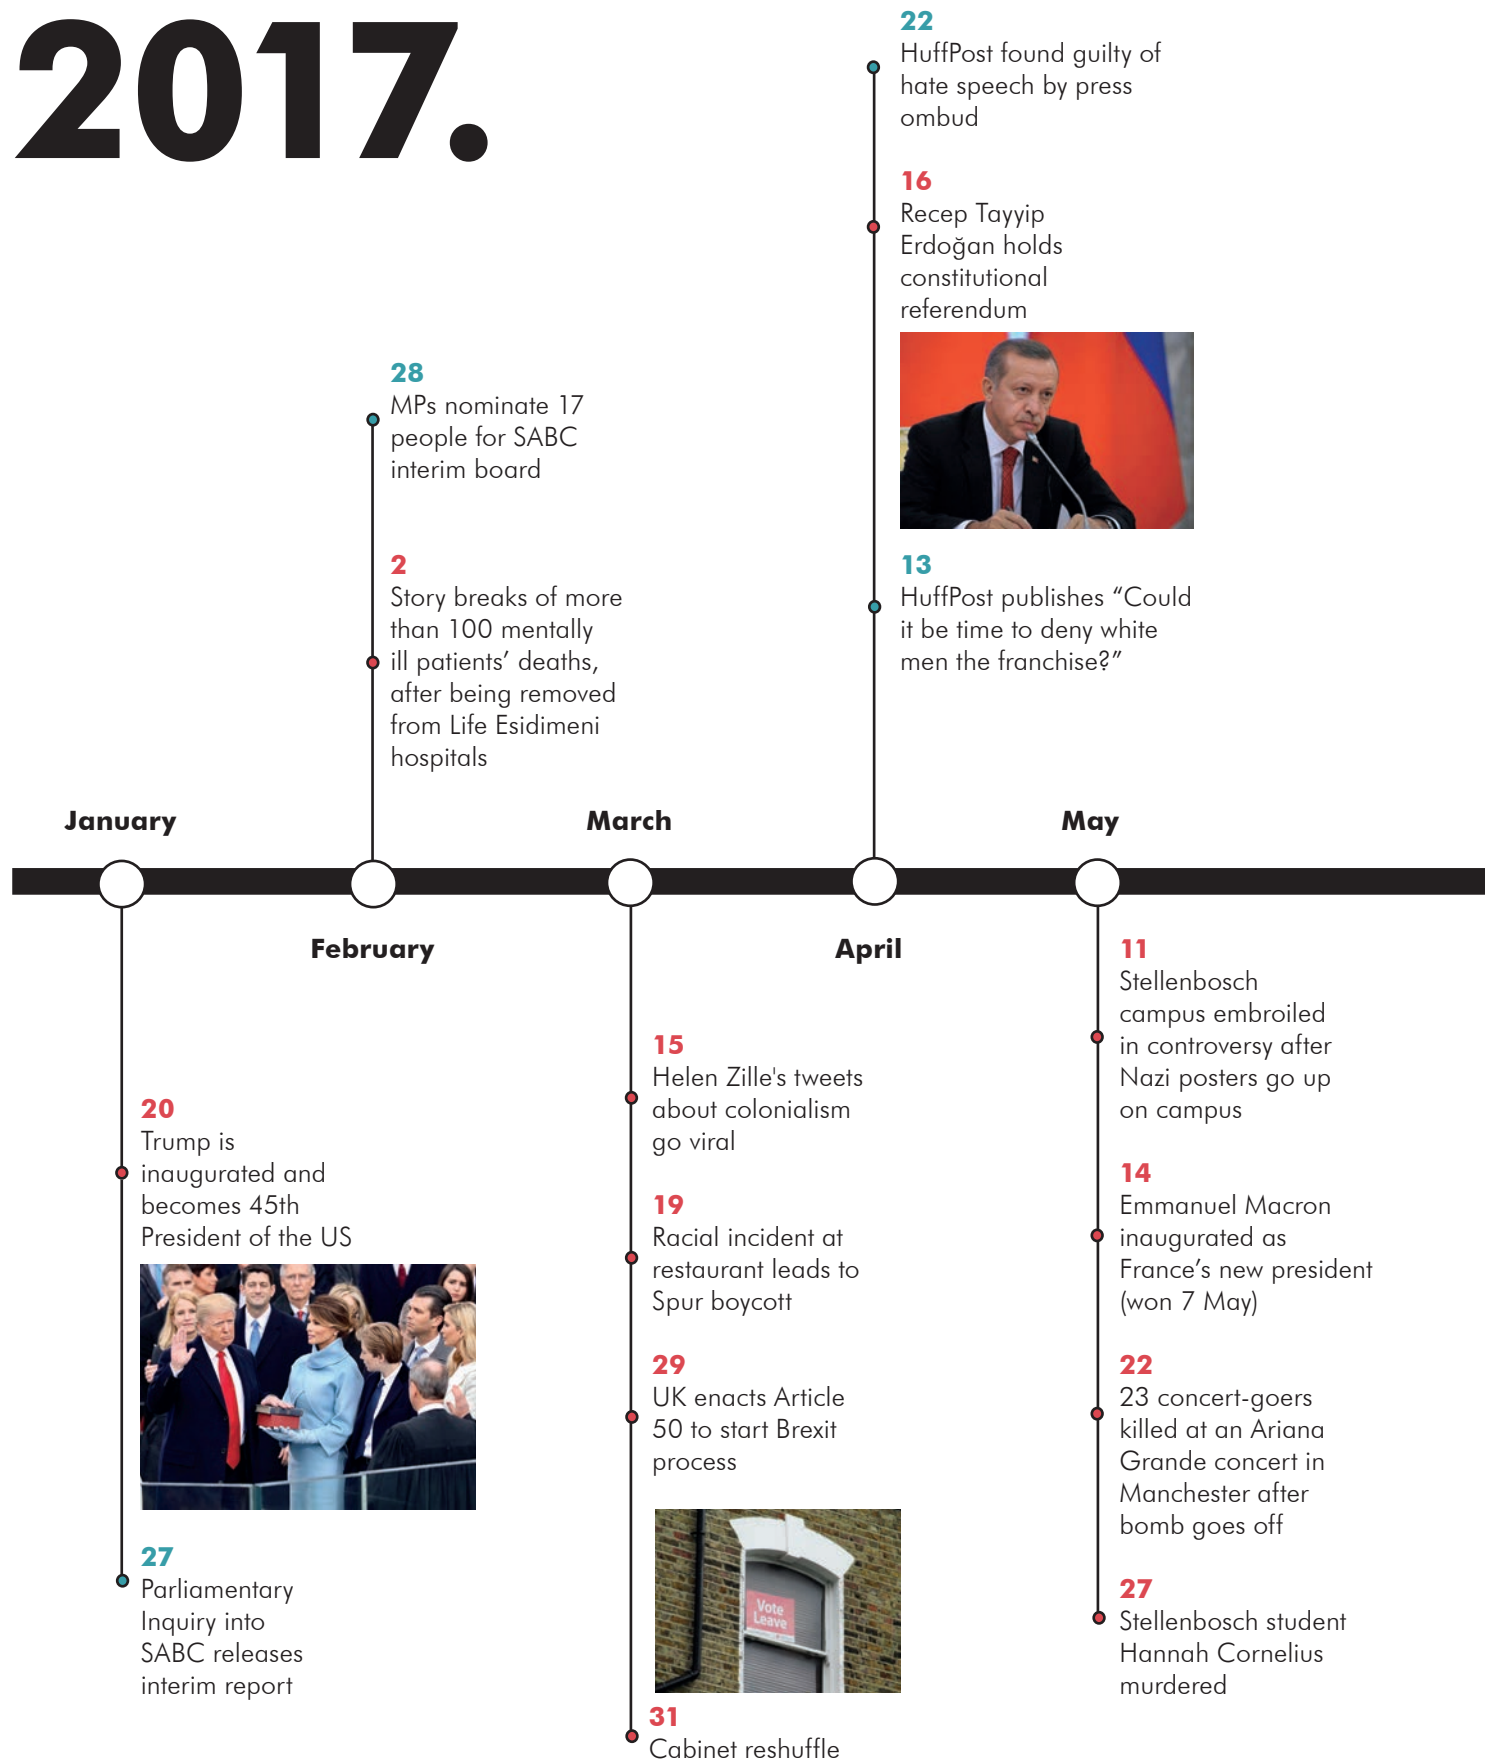 2017.
22
HuffPost found guilty of
hate speech by press
ombud
16
Recep Tayyip
Erdoğan holds
constitutional
referendum
13
HuffPost publishes “Could
it be time to deny white
men the franchise?”
28
MPs nominate 17
people for SABC
interim board
2
Story breaks of more
than 100 mentally
ill patients’ deaths,
after being removed
from Life Esidimeni
hospitals
January
March
May
February
April
20
Trump is
inaugurated and
becomes 45th
President of the US
27
Parliamentary
Inquiry into
SABC releases
interim report
15
Helen Zille's tweets
about colonialism
go viral
19
Racial incident at
restaurant leads to
Spur boycott
29
UK enacts Article
50 to start Brexit
process
Vote
Leave
31
Cabinet reshuffle
11
Stellenbosch
campus embroiled
in controversy after
Nazi posters go up
on campus
14
Emmanuel Macron
inaugurated as
France’s new president
(won 7 May)
22
23 concert-goers
killed at an Ariana
Grande concert in
Manchester after
bomb goes off
27
Stellenbosch student
Hannah Cornelius
murdered